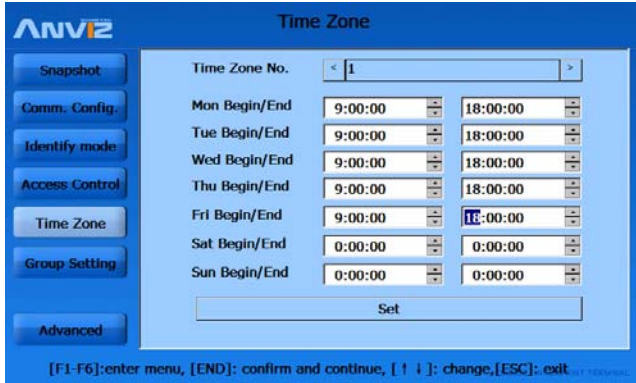 ANVIZ
Time Zone
Snapshot
Comm. Config.
Identify mode
Access Control
Time Zone
Group Setting
Advanced
Time Zone No. < 1 >
Mon Begin/End 9:00:00 18:00:00
Tue Begin/End 9:00:00 18:00:00
Wed Begin/End 9:00:00 18:00:00
Thu Begin/End 9:00:00 18:00:00
Fri Begin/End 9:00:00 18:00:00
Sat Begin/End 0:00:00 0:00:00
Sun Begin/End 0:00:00 0:00:00
Set
[F1-F6]:enter menu, [END]: confirm and continue, [↑↓]: change,[ESC]: exit